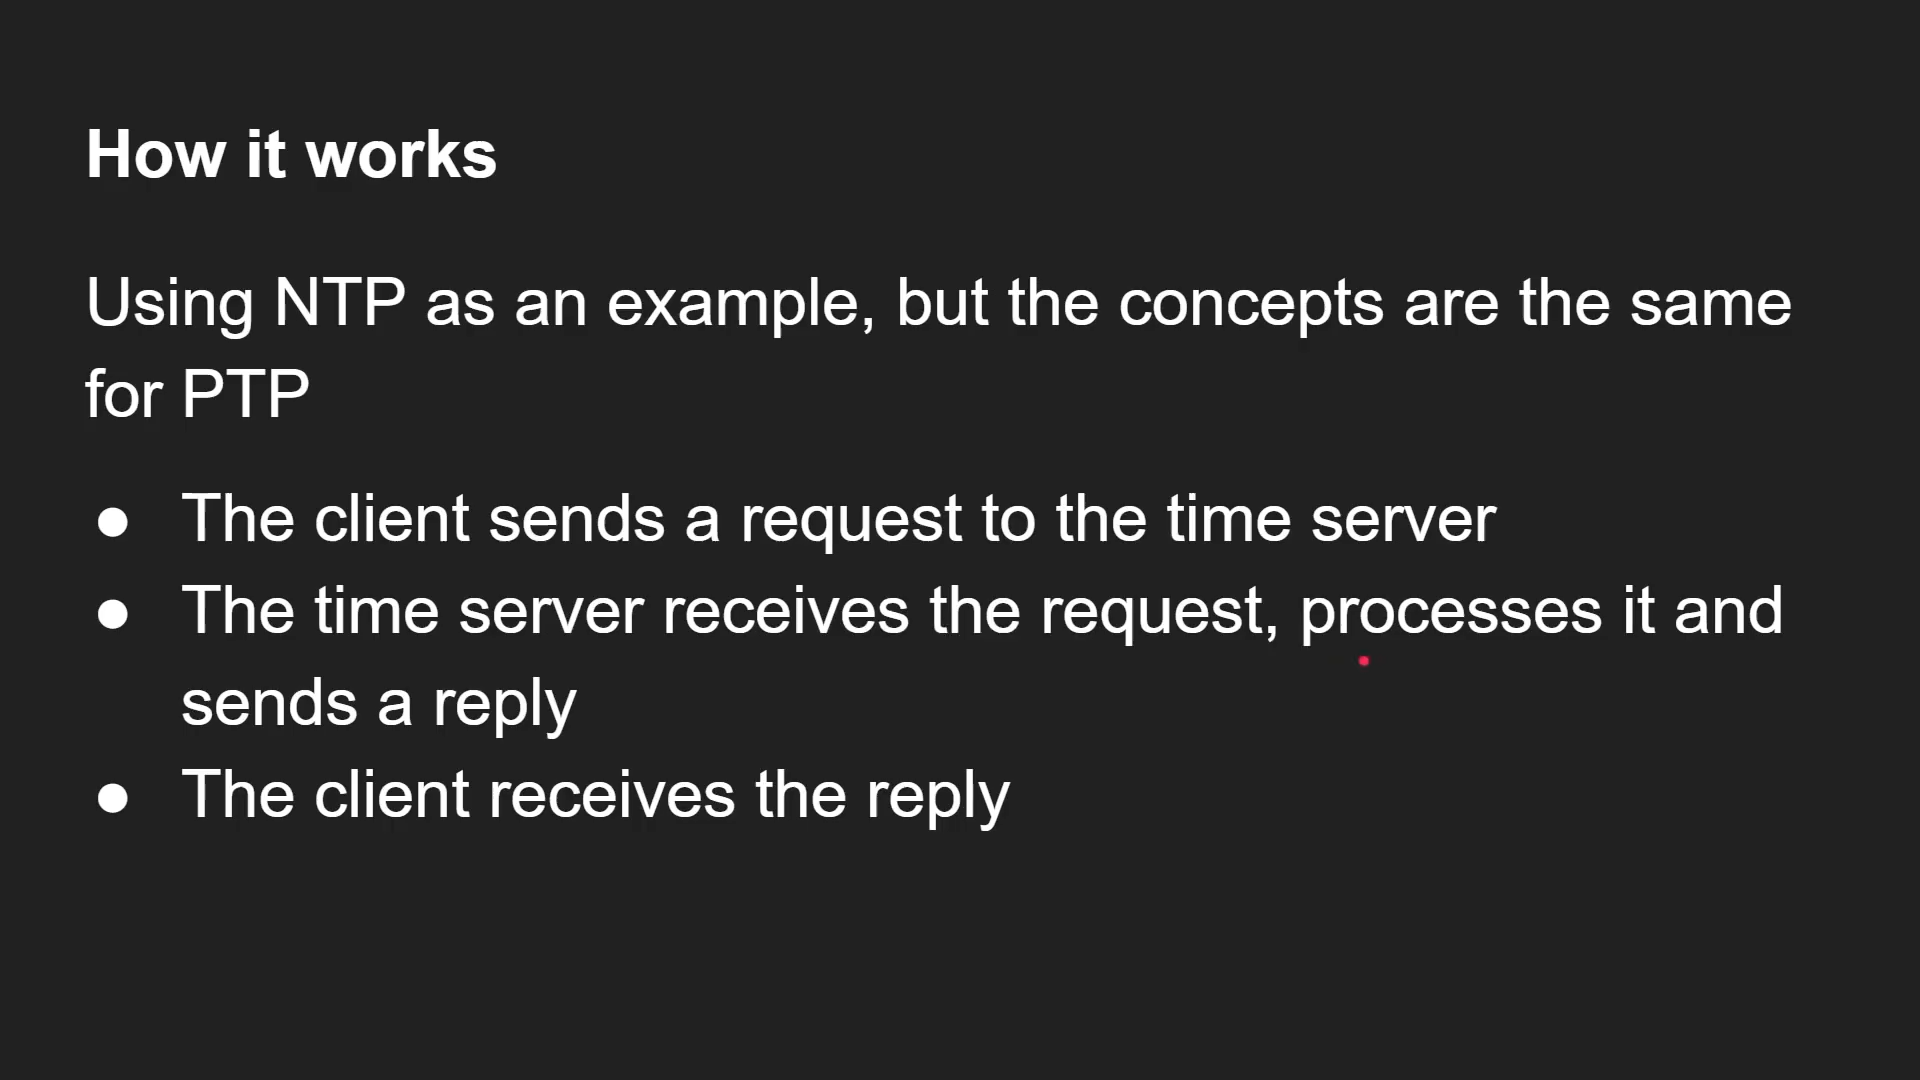 How it works
Using NTP as an example, but the concepts are the same
for PTP
● The client sends a request to the time server
● The time server receives the request, processes it and
sends a reply
● The client receives the reply